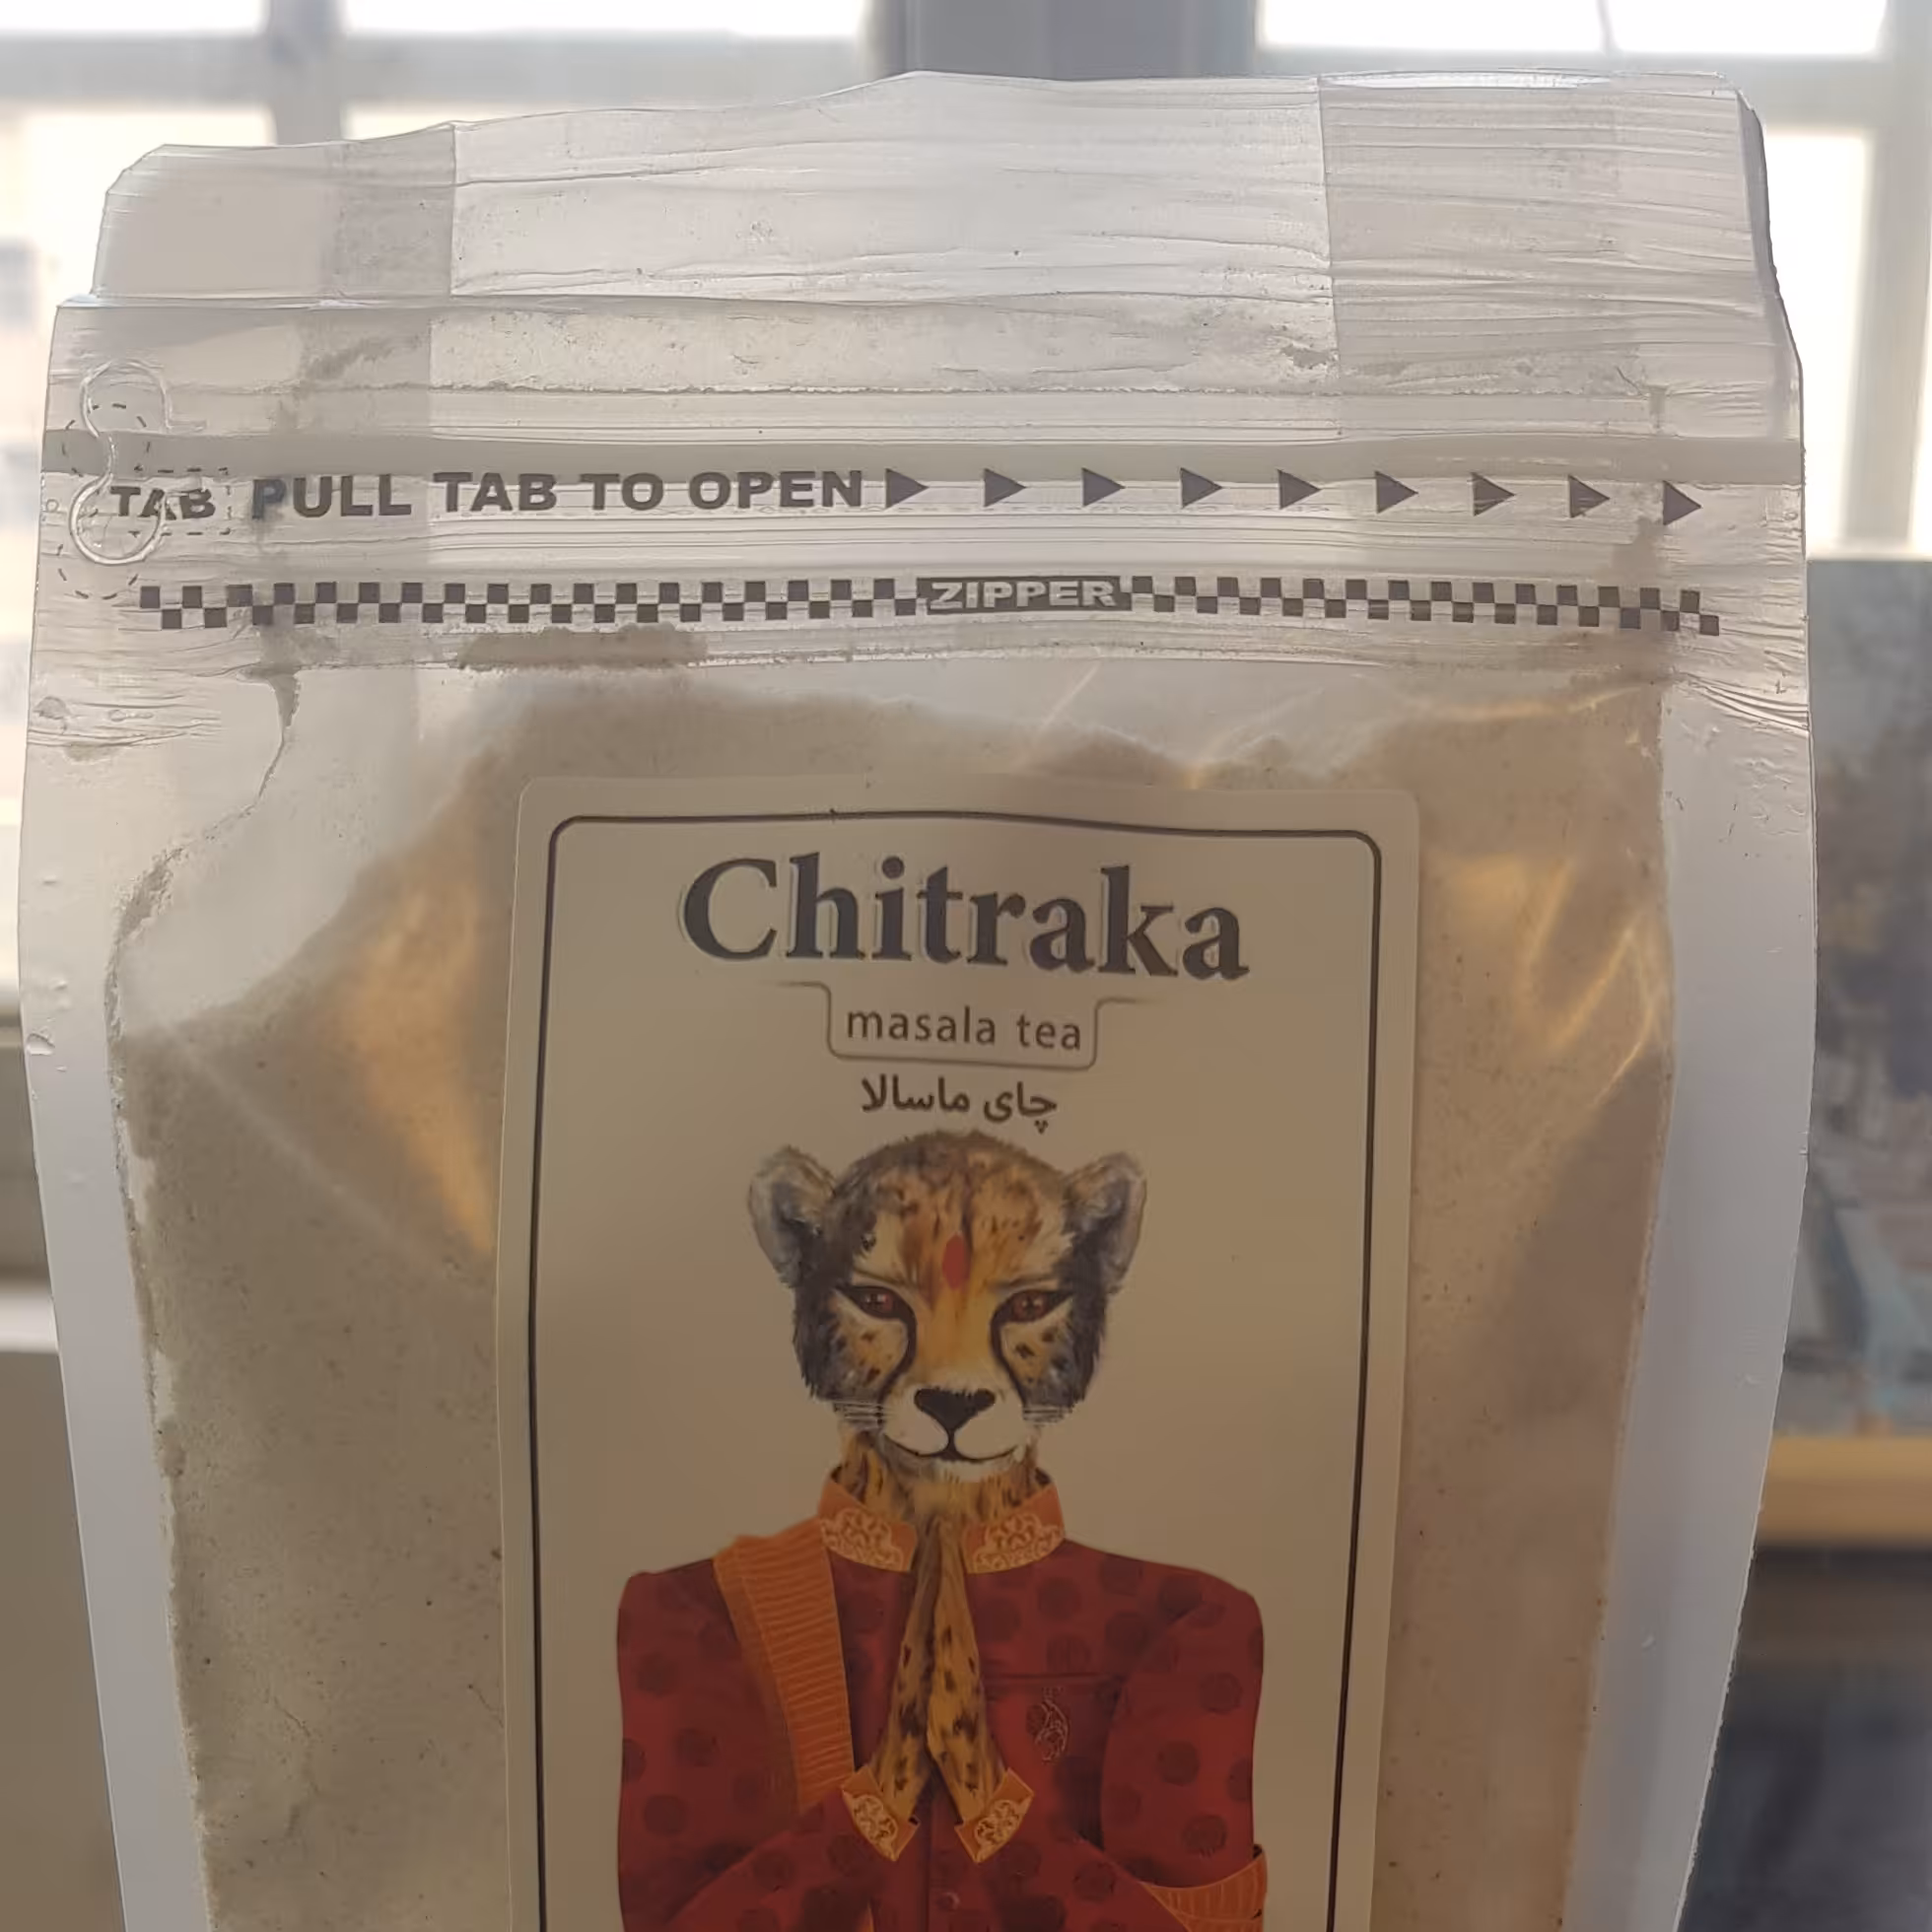 TAB PULL TAB TO OPEN
ZIPPER
Chitraka
masala tea
چای ماسالا